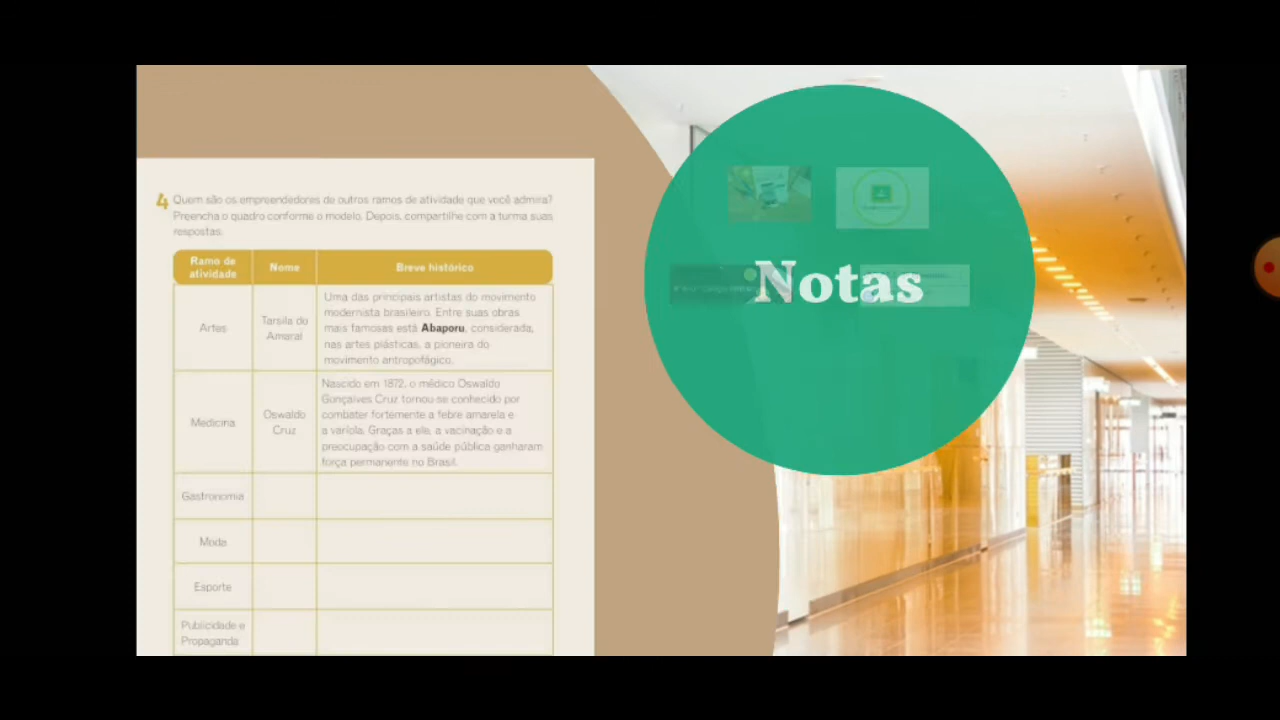 4 Quem são os empreendedores de outros ramos de atividade que você admira?
Preencha o quadro conforme o modelo. Depois, compartilhe com a turma suas
respostas.
Ramo de
atividade
Nome
Breve histórico
Artes
Tarsila do
Amaral
Uma das principais artistas do movimento
modernista brasileiro. Entre suas obras
mais famosas está Abaporu, considerada,
nas artes plásticas, a pioneira do
movimento antropofágico.
Medicina
Oswaldo
Cruz
Nascido em 1872, o médico Oswaldo
Gonçalves Cruz tornou-se conhecido por
combater fortemente a febre amarela e
a varíola. Graças a ele, a vacinação e a
preocupação com a saúde pública ganharam
força permanente no Brasil.
Gastronomia
Moda
Esporte
Publicidade e
Propaganda
Notas